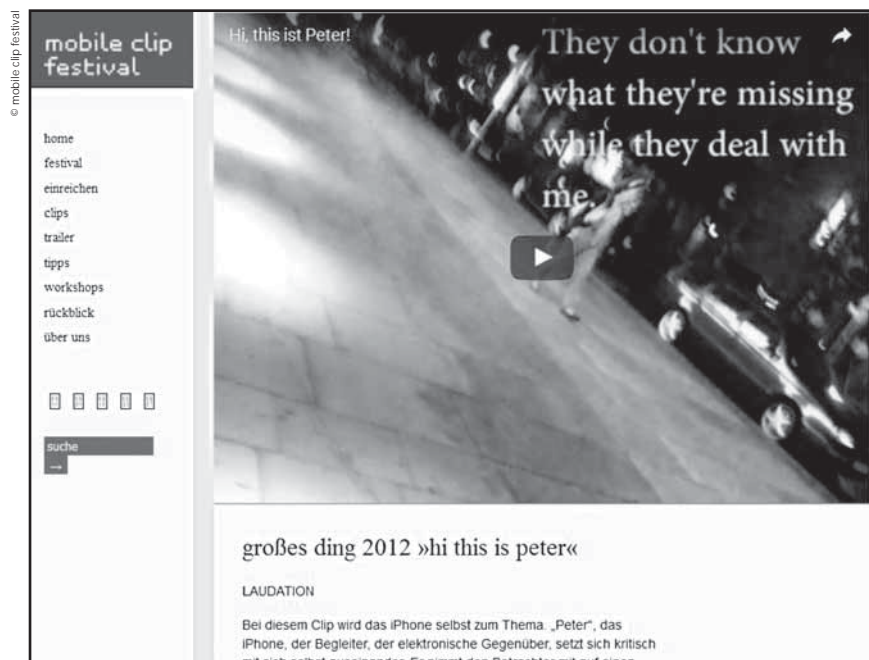 © mobile clip festival
mobile clip
festival
home
festival
einreichen
clips
trailer
tipps
workshops
rückblick
über uns
suche
→
Hi, this ist Peter!
They don't know
what they're missing
while they deal with
me.
großes ding 2012 »hi this is peter«
LAUDATION
Bei diesem Clip wird das iPhone selbst zum Thema. „Peter“, das
iPhone, der Begleiter, der elektronische Gegenüber, setzt sich kritisch